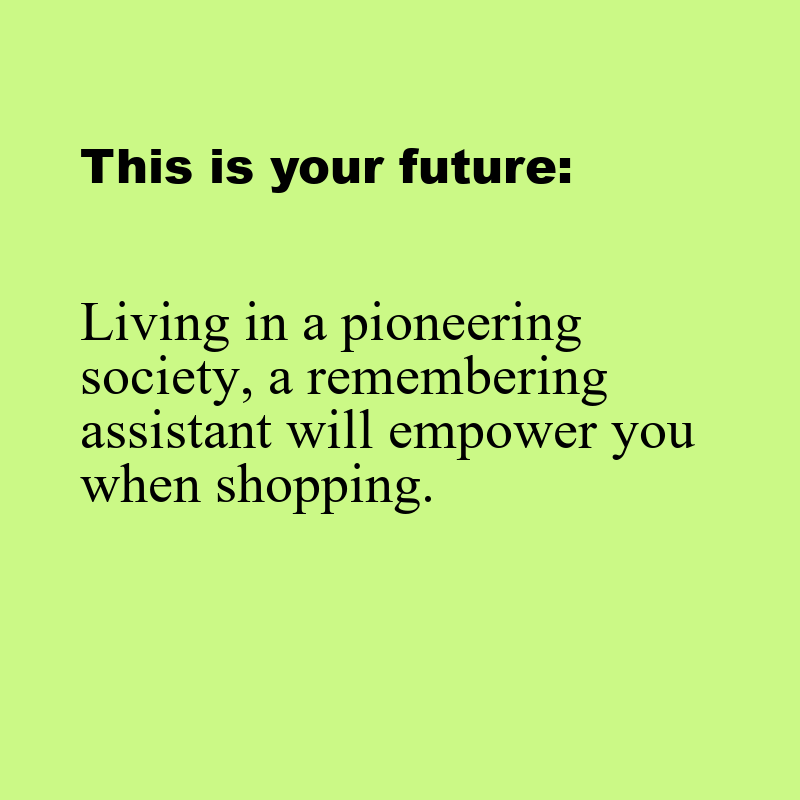 This is your future:
Living in a pioneering
society, a remembering
assistant will empower you
when shopping.